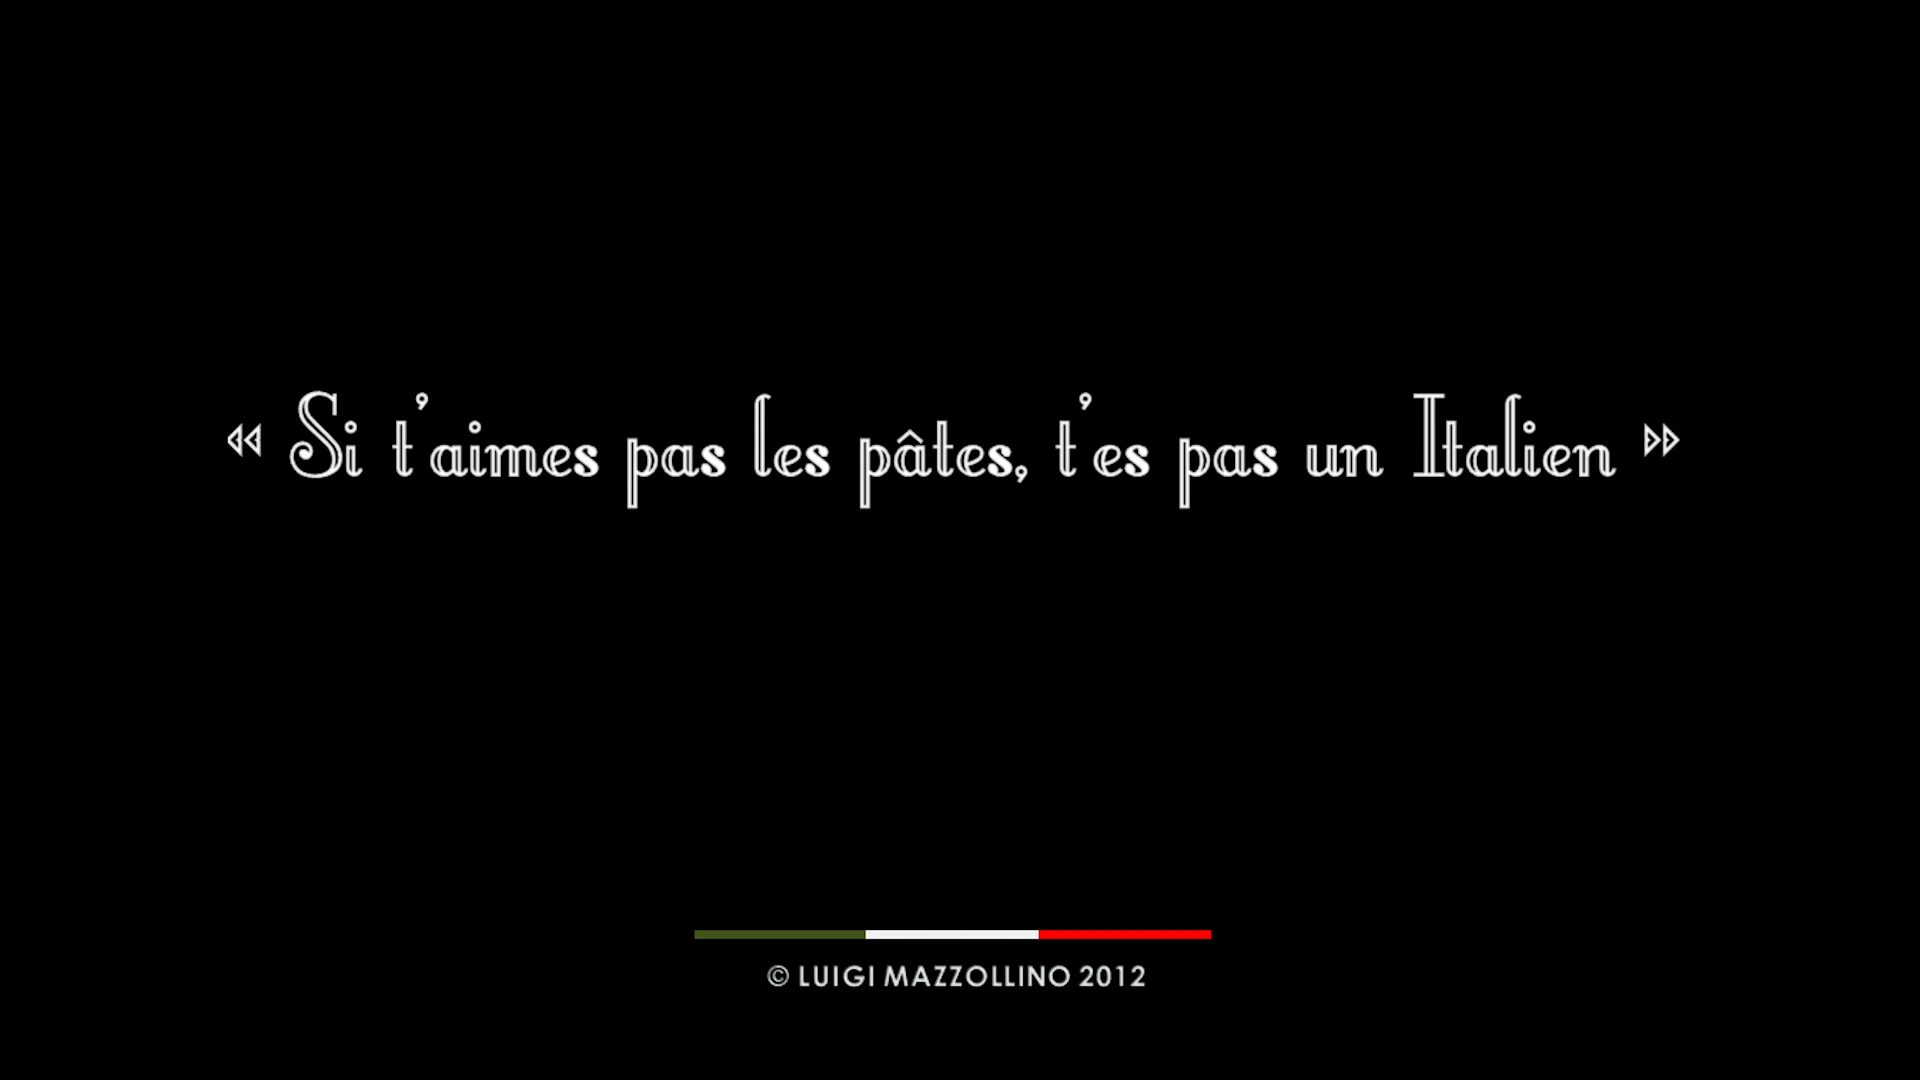 « Si t’aimes pas les pâtes, t’es pas un Italien »
© LUIGI MAZZOLLINO 2012